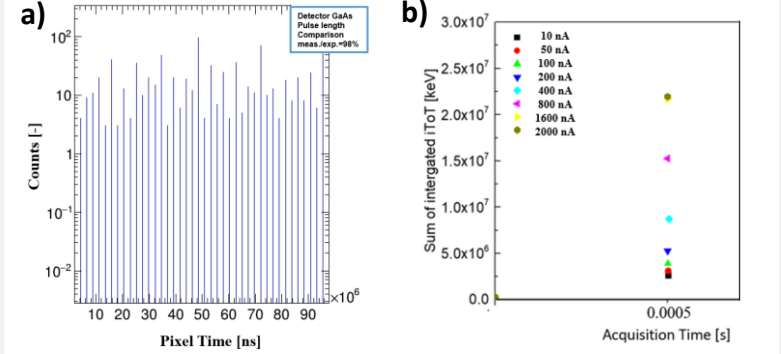 a)
Detector GaAs
Pulse length
Comparison
meas./exp.=98%
Counts [-]
10²
10
1
10⁻¹
10⁻²
10 20 30 40 50 60 70 80 90
×10⁶
Pixel Time [ns]
b)
Sum of intergated iToT [keV]
3.0x10⁷
2.5x10⁷
2.0x10⁷
1.5x10⁷
1.0x10⁷
5.0x10⁶
0.0
10 nA
50 nA
100 nA
200 nA
400 nA
800 nA
1600 nA
2000 nA
0.0005
Acquisition Time [s]